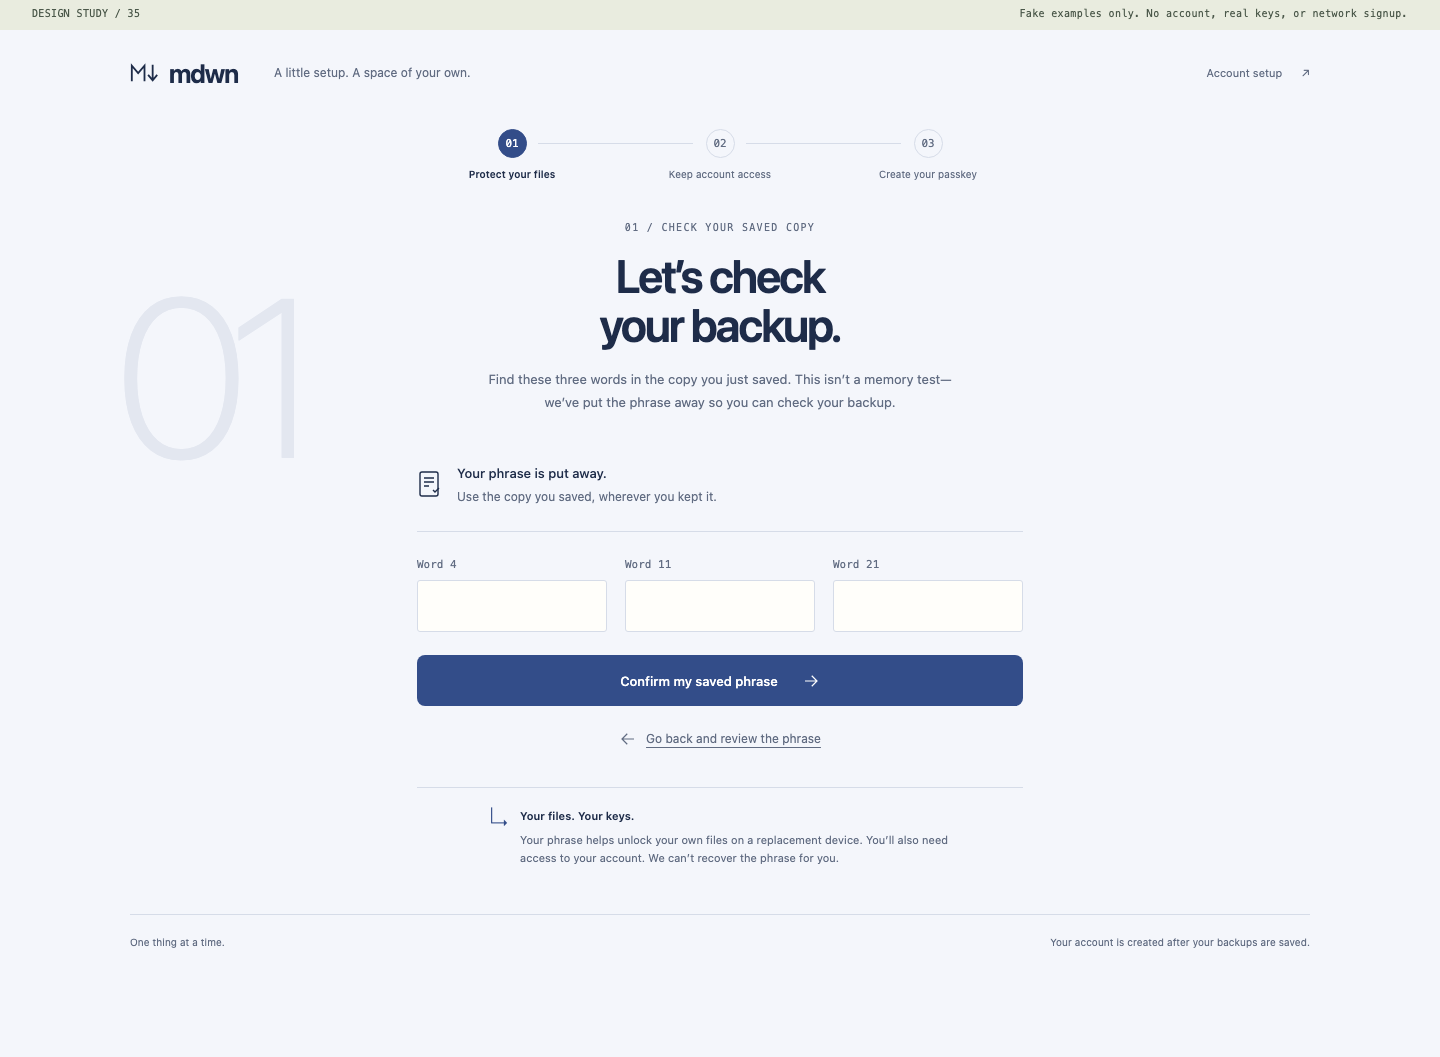 DESIGN STUDY / 35
Fake examples only. No account, real keys, or network signup.
M↓ mdwn
A little setup. A space of your own.
Account setup ↗
01
02
03
Protect your files
Keep account access
Create your passkey
01 / CHECK YOUR SAVED COPY
Let’s check
your backup.
01
Find these three words in the copy you just saved. This isn’t a memory test—
we’ve put the phrase away so you can check your backup.
Your phrase is put away.
Use the copy you saved, wherever you kept it.
Word 4
Word 11
Word 21
Confirm my saved phrase →
← Go back and review the phrase
Your files. Your keys.
Your phrase helps unlock your own files on a replacement device. You’ll also need
access to your account. We can’t recover the phrase for you.
One thing at a time.
Your account is created after your backups are saved.